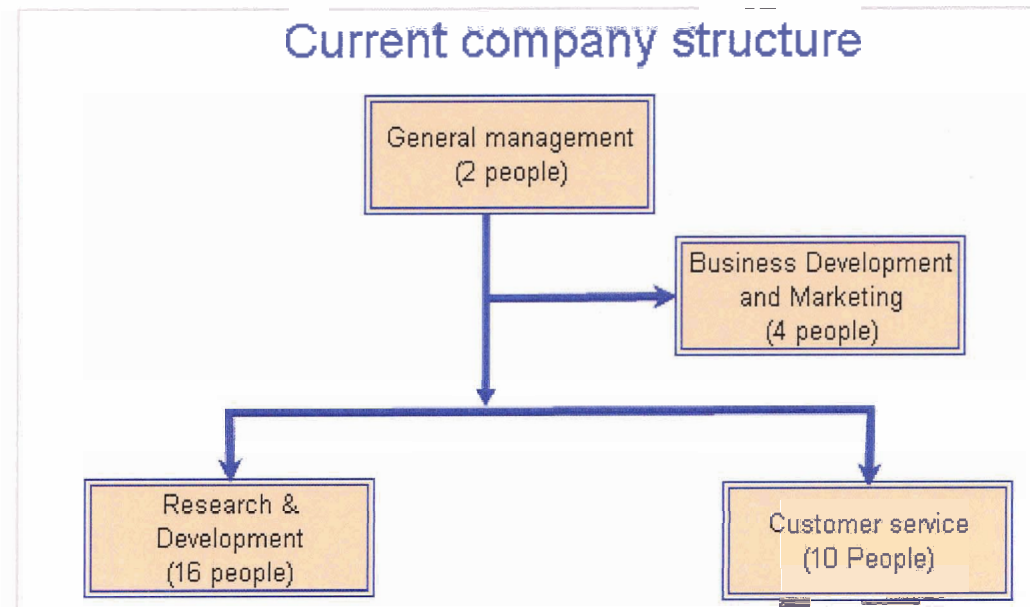 Current company structure
General management
(2 people)
Business Development
and Marketing
(4 people)
Research &
Development
(16 people)
Customer service
(10 People)